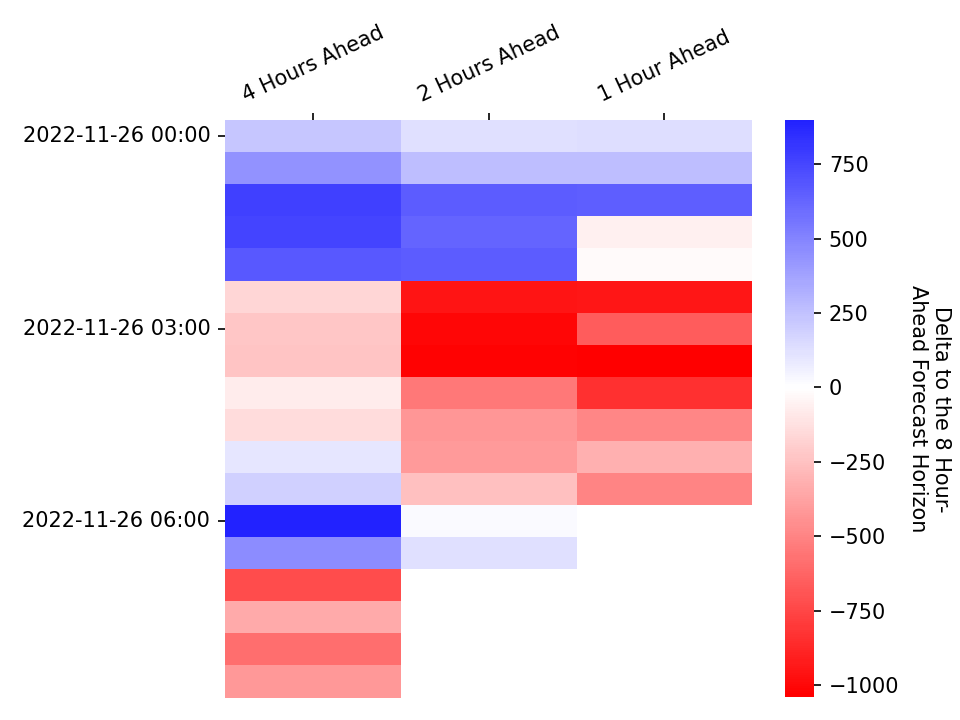 4 Hours Ahead
2 Hours Ahead
1 Hour Ahead
2022-11-26 00:00
2022-11-26 03:00
2022-11-26 06:00
750
500
250
0
−250
−500
−750
−1000
Delta to the 8 Hour-
Ahead Forecast Horizon